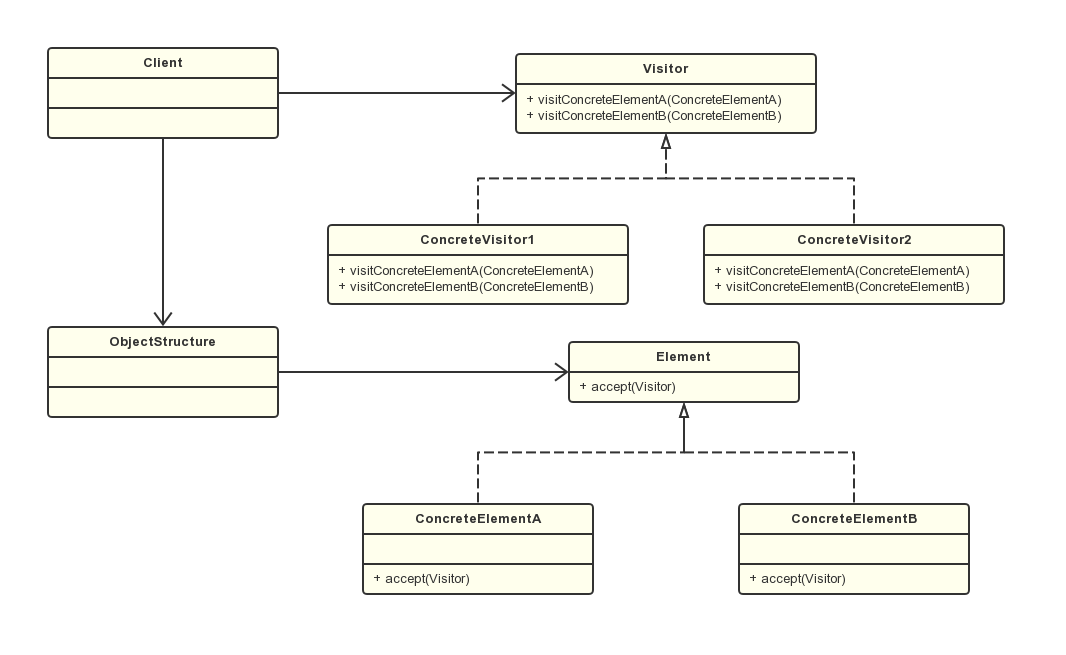 Client
Visitor
+ visitConcreteElementA(ConcreteElementA)
+ visitConcreteElementB(ConcreteElementB)
ConcreteVisitor1
+ visitConcreteElementA(ConcreteElementA)
+ visitConcreteElementB(ConcreteElementB)
ConcreteVisitor2
+ visitConcreteElementA(ConcreteElementA)
+ visitConcreteElementB(ConcreteElementB)
ObjectStructure
Element
+ accept(Visitor)
ConcreteElementA
+ accept(Visitor)
ConcreteElementB
+ accept(Visitor)